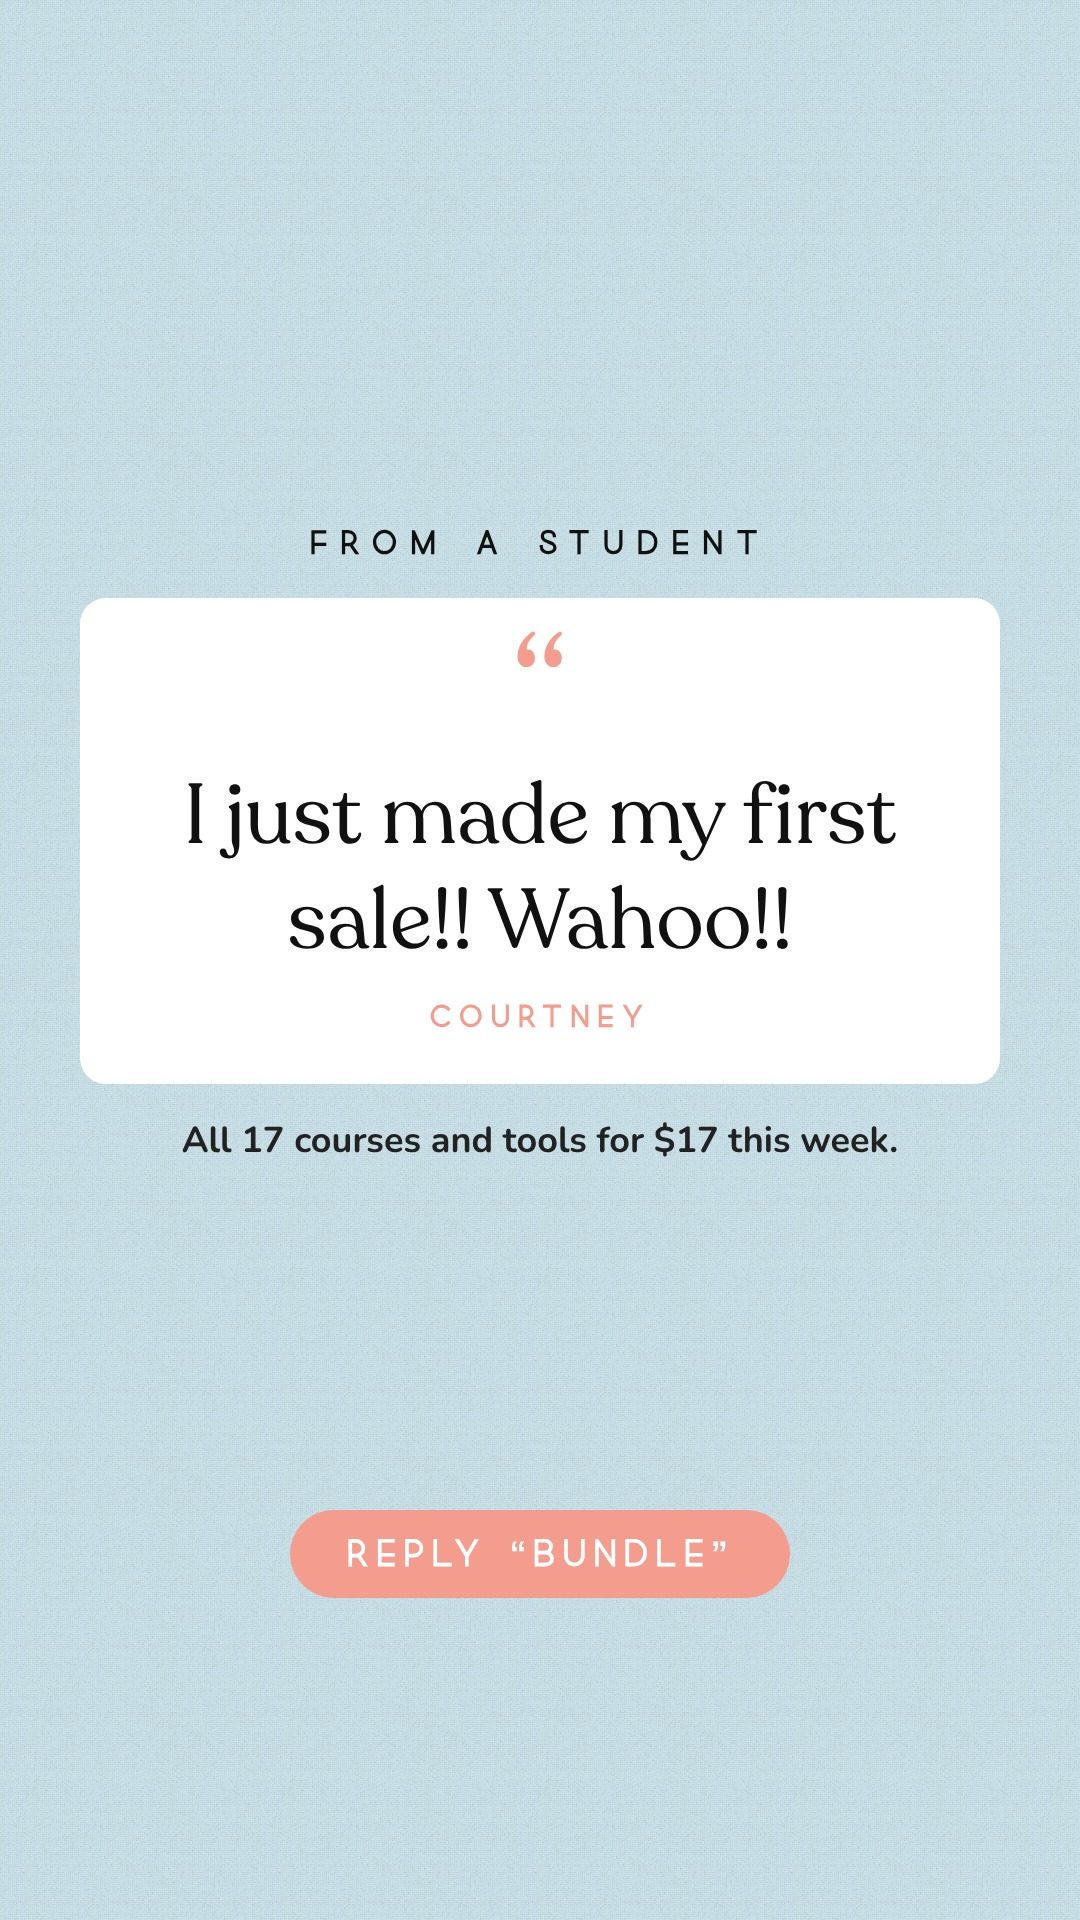 FROM A STUDENT
“
I just made my first
sale!! Wahoo!!
COURTNEY
All 17 courses and tools for $17 this week.
REPLY “BUNDLE”